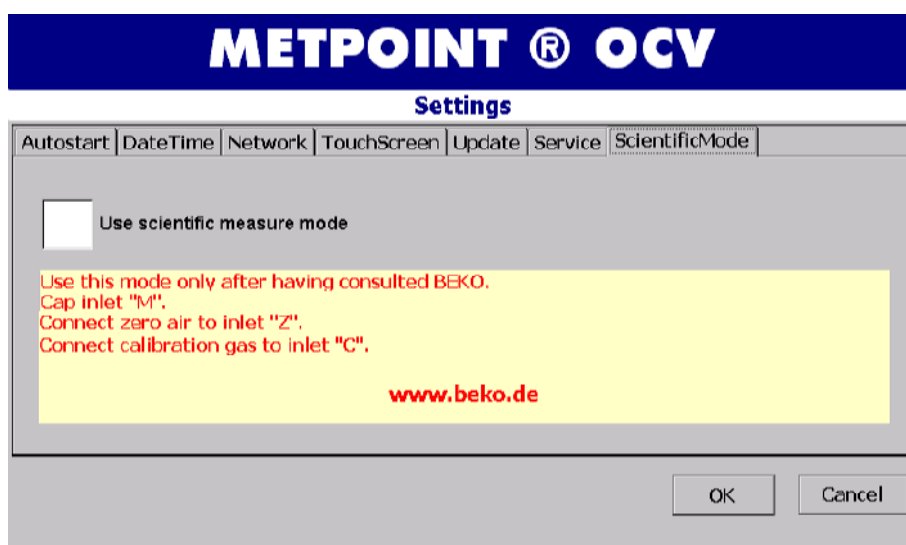 METPOINT ® OCV
Settings
Autostart DateTime Network TouchScreen Update Service ScientificMode
Use scientific measure mode
Use this mode only after having consulted BEKO.
Cap inlet "M".
Connect zero air to inlet "Z".
Connect calibration gas to inlet "C".
www.beko.de
OK Cancel